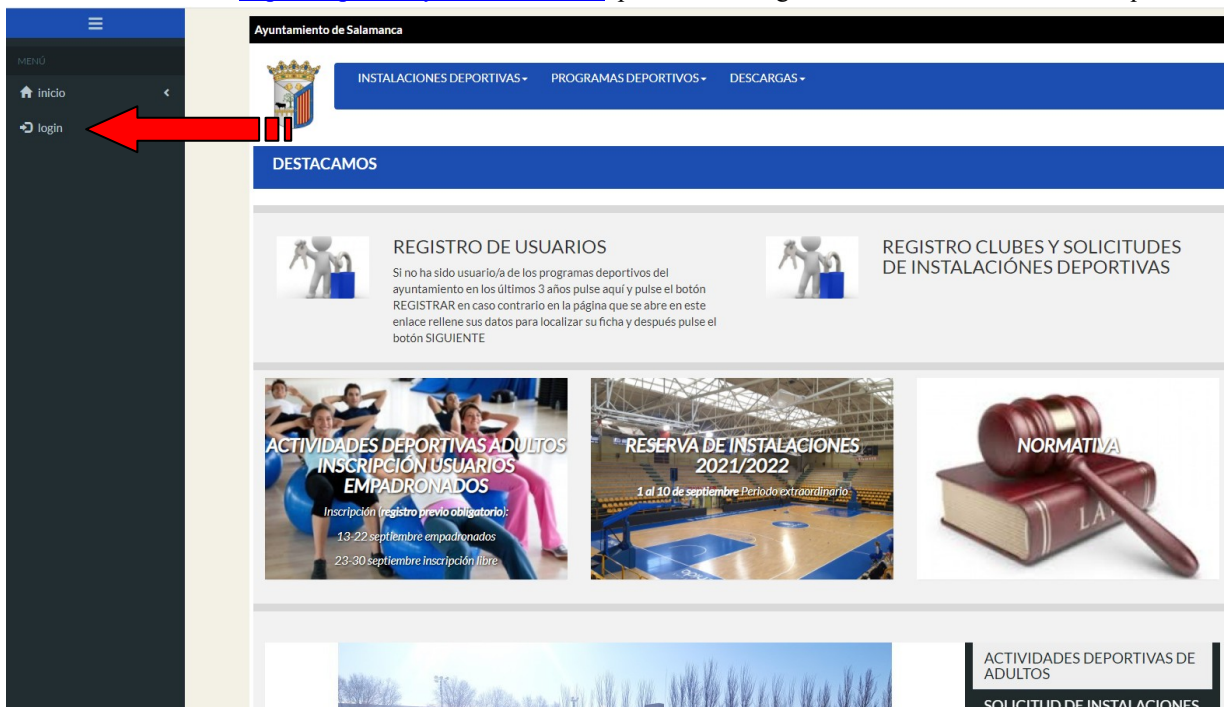 Ayuntamiento de Salamanca
MENÚ
inicio
login
INSTALACIONES DEPORTIVAS PROGRAMAS DEPORTIVOS DESCARGAS
DESTACAMOS
REGISTRO DE USUARIOS
Si no ha sido usuario/a de los programas deportivos del
ayuntamiento en los últimos 3 años pulse aquí y pulse el botón
REGISTRAR en caso contrario en la página que se abre en este
enlace rellene sus datos para localizar su ficha y después pulse el
botón SIGUIENTE
REGISTRO CLUBES Y SOLICITUDES
DE INSTALACIÓNES DEPORTIVAS
ACTIVIDADES DEPORTIVAS ADULTOS
INSCRIPCIÓN USUARIOS
EMPADRONADOS
Inscripción (registro previo obligatorio):
13-22 septiembre empadronados
23-30 septiembre inscripción libre
RESERVA DE INSTALACIONES
2021/2022
1 al 10 de septiembre Periodo extraordinario
NORMATIVA
ACTIVIDADES DEPORTIVAS DE
ADULTOS
SOLICITUD DE INSTALACIONES